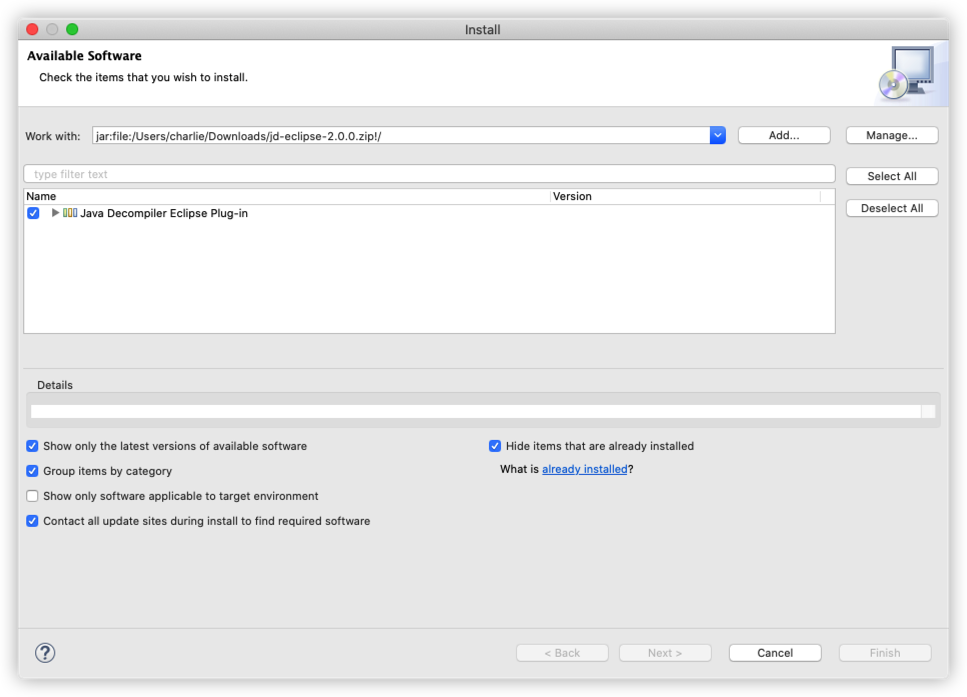 Install
Available Software
Check the items that you wish to install.
Work with: jar:file:/Users/charlie/Downloads/jd-eclipse-2.0.0.zip!/ Add... Manage...
type filter text Select All
Name Version
Java Decompiler Eclipse Plug-in Deselect All
Details
Show only the latest versions of available software Hide items that are already installed
Group items by category What is already installed?
Show only software applicable to target environment
Contact all update sites during install to find required software
? < Back Next > Cancel Finish